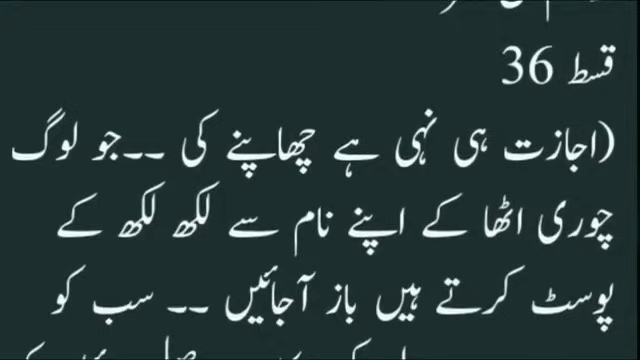 قسط 36
(اجازت ہی نہی ہے چھاپنے کی ۔۔جو لوگ
چوری اٹھا کے اپنے نام سے لکھ لکھ کے
پوسٹ کرتے ہیں باز آجائیں ۔۔ سب کو